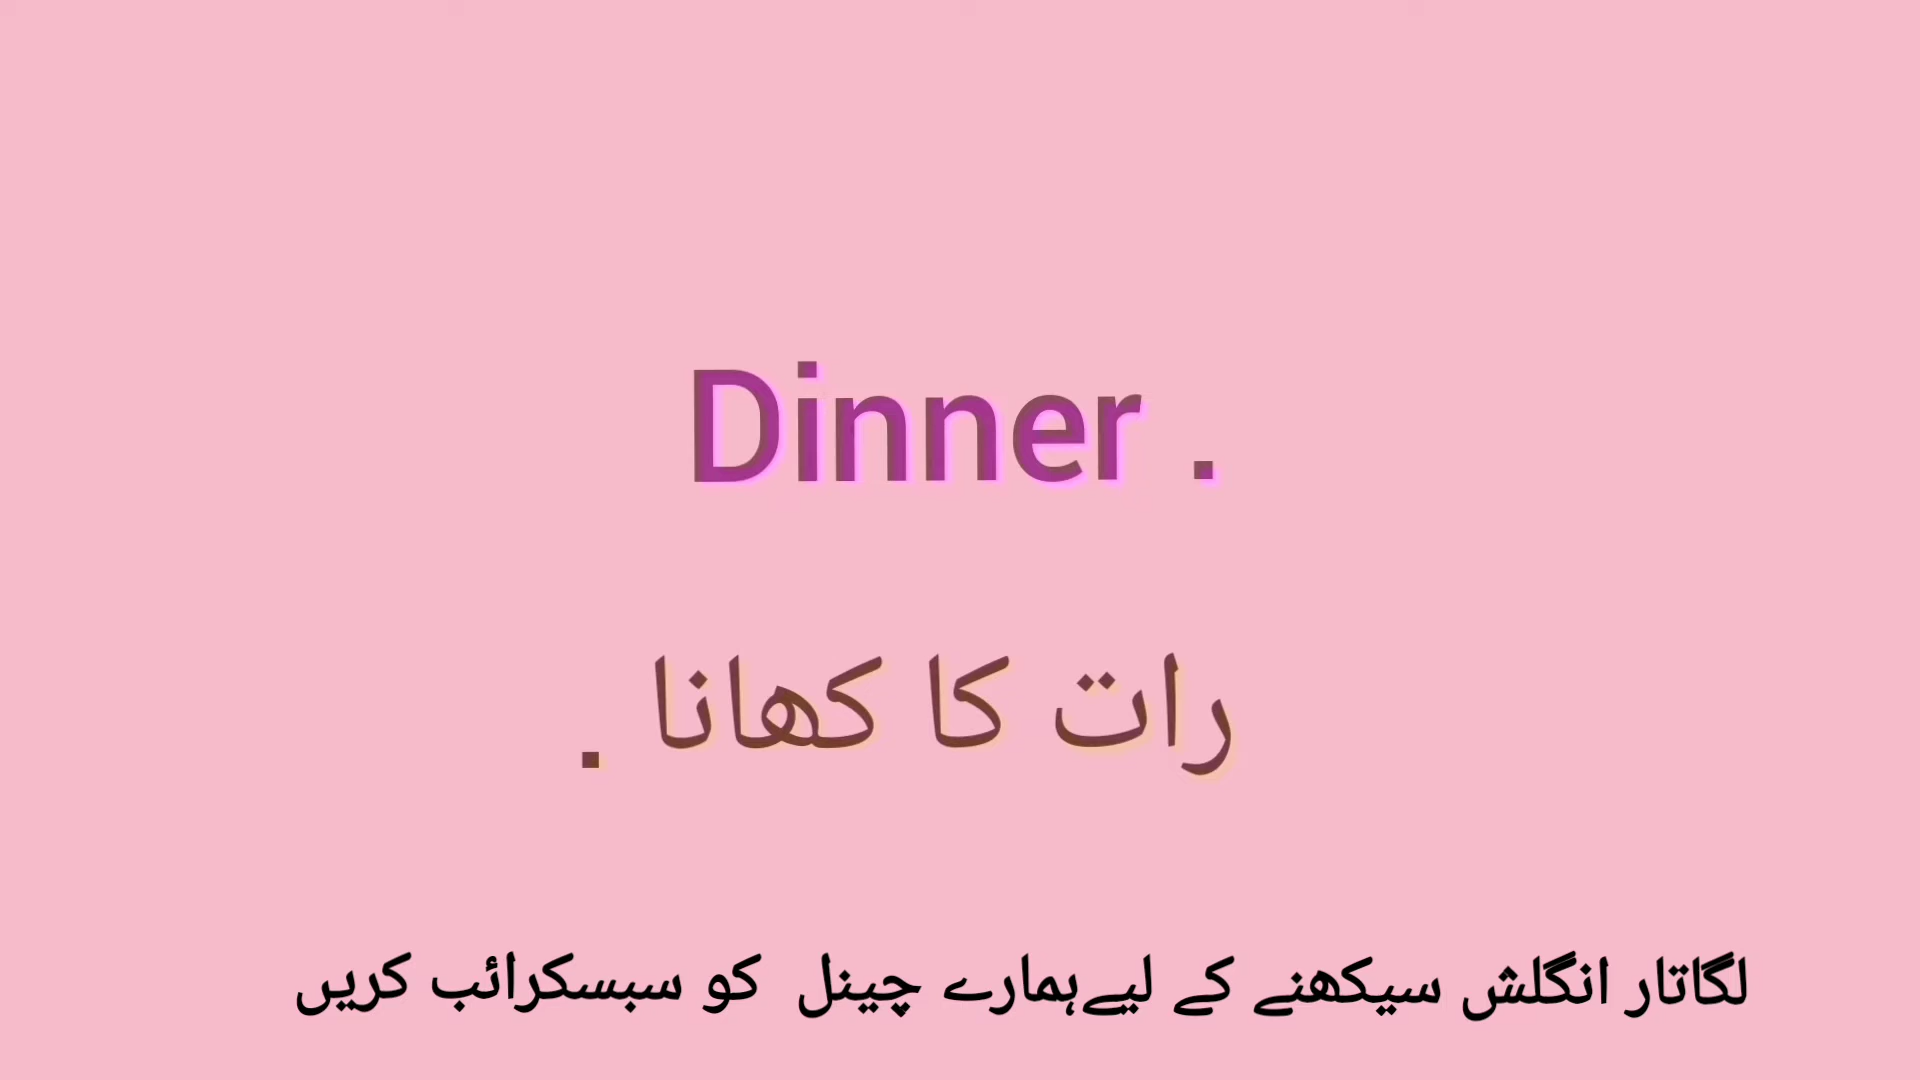 Dinner .
رات کا کھانا .
لگاتار انگلش سیکھنے کے لیےہمارے چینل کو سبسکرائب کریں